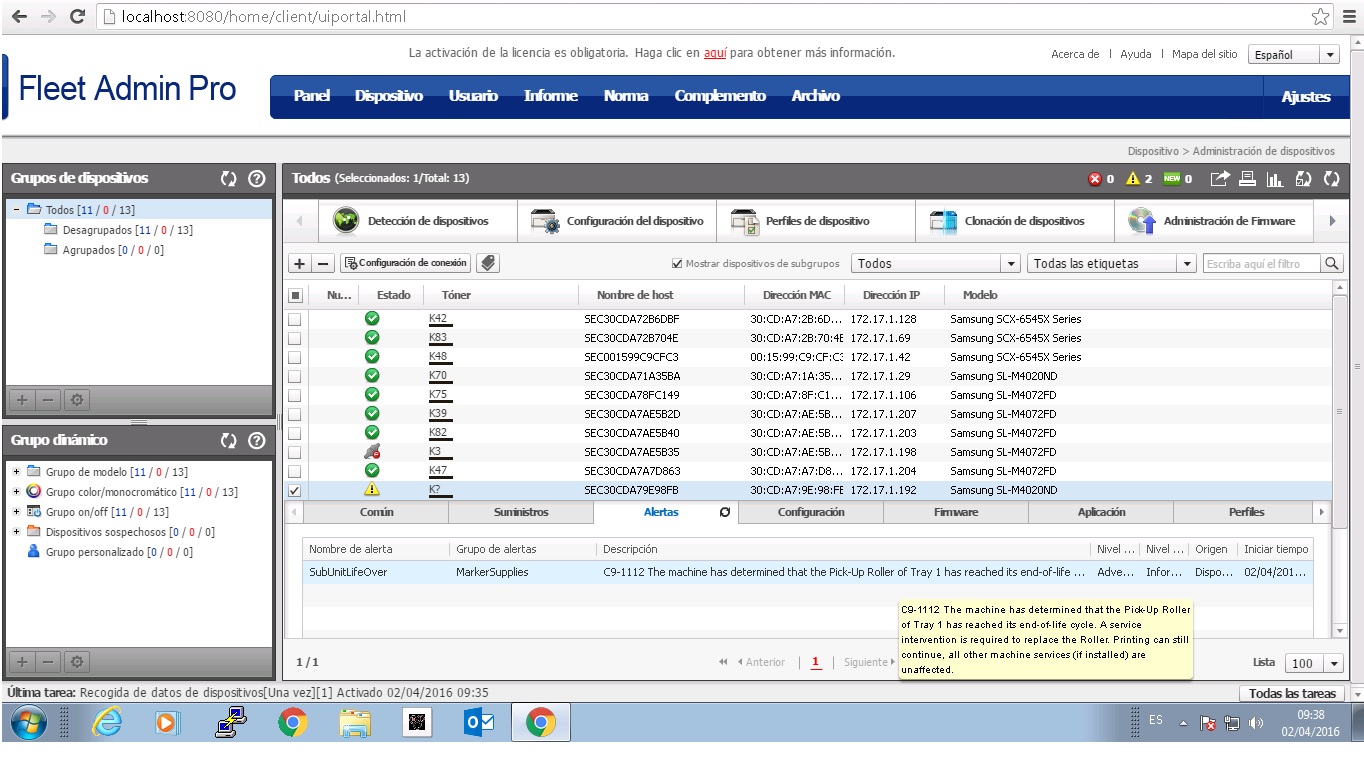 localhost:8080/home/client/uiportal.html
La activación de la licencia es obligatoria. Haga clic en aquí para obtener más información.
Acerca de | Ayuda | Mapa del sitio Español
Fleet Admin Pro
Panel Dispositivo Usuario Informe Norma Complemento Archivo Ajustes
Dispositivo > Administración de dispositivos
Grupos de dispositivos
Todos [11 / 0 / 13]
Desagrupados [11 / 0 / 13]
Agrupados [0 / 0 / 0]
Grupo dinámico
Grupo de modelo [11 / 0 / 13]
Grupo color/monocromático [11 / 0 / 13]
Grupo on/off [11 / 0 / 13]
Dispositivos sospechosos [0 / 0 / 0]
Grupo personalizado [0 / 0 / 0]
Todos (Seleccionados: 1/Total: 13) 0 2 NEW 0
Detección de dispositivos Configuración del dispositivo Perfiles de dispositivo Clonación de dispositivos Administración de Firmware
Configuración de conexión Mostrar dispositivos de subgrupos Todos Todas las etiquetas Escriba aquí el filtro
Nu... Estado Tóner Nombre de host Dirección MAC Dirección IP Modelo
K42 SEC30CDA72B6DBF 30:CD:A7:2B:6D... 172.17.1.128 Samsung SCX-6545X Series
K83 SEC30CDA72B704E 30:CD:A7:2B:70:4E 172.17.1.69 Samsung SCX-6545X Series
K48 SEC001599C9CFC3 00:15:99:C9:CF:C3 172.17.1.42 Samsung SCX-6545X Series
K70 SEC30CDA71A35BA 30:CD:A7:1A:35... 172.17.1.29 Samsung SL-M4020ND
K75 SEC30CDA78FC149 30:CD:A7:8F:C1... 172.17.1.106 Samsung SL-M4072FD
K39 SEC30CDA7AE5B2D 30:CD:A7:AE:5B... 172.17.1.207 Samsung SL-M4072FD
K82 SEC30CDA7AE5B40 30:CD:A7:AE:5B... 172.17.1.203 Samsung SL-M4072FD
K3 SEC30CDA7AE5B35 30:CD:A7:AE:5B... 172.17.1.198 Samsung SL-M4072FD
K47 SEC30CDA7A7D863 30:CD:A7:A7:D8... 172.17.1.204 Samsung SL-M4072FD
K? SEC30CDA79E98FB 30:CD:A7:9E:98:FE 172.17.1.192 Samsung SL-M4020ND
Común Suministros Alertas Configuración Firmware Aplicación Perfiles
Nombre de alerta Grupo de alertas Descripción Nivel ... Nivel ... Origen Iniciar tiempo
SubUnitLifeOver MarkerSupplies C9-1112 The machine has determined that the Pick-Up Roller of Tray 1 has reached its end-of-life ... Adve... Infor... Dispo... 02/04/201...
C9-1112 The machine has determined that the Pick-Up Roller
of Tray 1 has reached its end-of-life cycle. A service
intervention is required to replace the Roller. Printing can still
continue, all other machine services (if installed) are
unaffected.
1 / 1 Anterior | 1 | Siguiente Lista 100
Última tarea: Recogida de datos de dispositivos[Una vez][1] Activado 02/04/2016 09:35 Todas las tareas
ES 09:38
02/04/2016